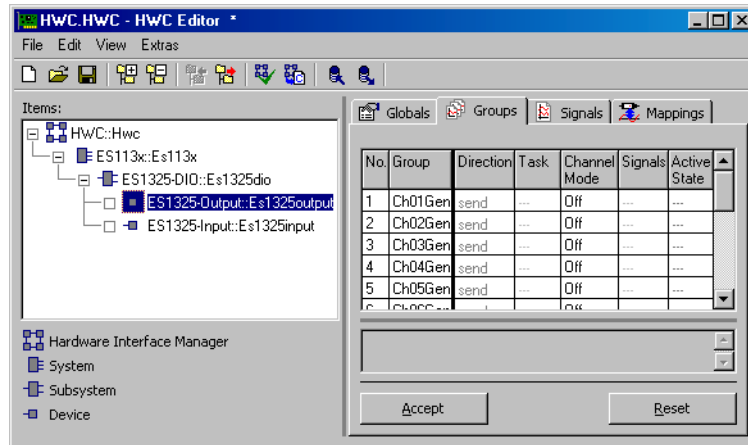 HWC.HWC - HWC Editor *
File Edit View Extras
Items:
HWC::Hwc
ES113x::Es113x
ES1325-DIO::Es1325dio
ES1325-Output::Es1325output
ES1325-Input::Es1325input
Hardware Interface Manager
System
Subsystem
Device
Globals Groups Signals Mappings
No. Group Direction Task Channel Mode Signals Active State
1 Ch01Gen send --- Off --- ---
2 Ch02Gen send --- Off --- ---
3 Ch03Gen send --- Off --- ---
4 Ch04Gen send --- Off --- ---
5 Ch05Gen send --- Off --- ---
Accept Reset